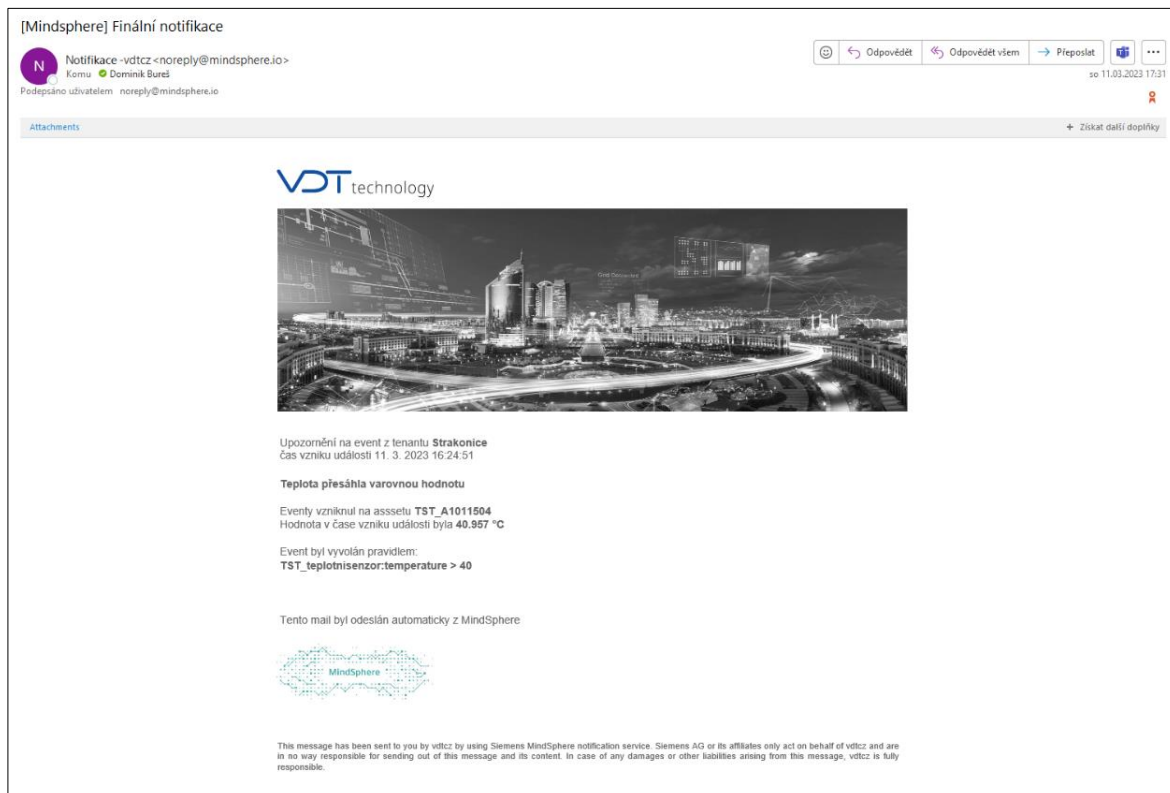 [Mindsphere] Finální notifikace
N
Notifikace -vdtcz <noreply@mindsphere.io>
Komu Dominik Bureš
Podepsáno uživatelem noreply@mindsphere.io
Odpovědět
Odpovědět všem
Přeposlat
so 11.03.2023 17:31
Attachments
+ Získat další doplňky
VDT technology
Upozornění na event z tenantu Strakonice
čas vzniku události 11. 3. 2023 16:24:51
Teplota přesáhla varovnou hodnotu
Eventy vzniknul na asssetu TST_A1011504
Hodnota v čase vzniku události byla 40.957 °C
Event byl vyvolán pravidlem:
TST_teplotnisenzor:temperature > 40
Tento mail byl odeslán automaticky z MindSphere
MindSphere
This message has been sent to you by vdtcz by using Siemens MindSphere notification service. Siemens AG or its affiliates only act on behalf of vdtcz and are
in no way responsible for sending out of this message and its content. In case of any damages or other liabilities arising from this message, vdtcz is fully
responsible.